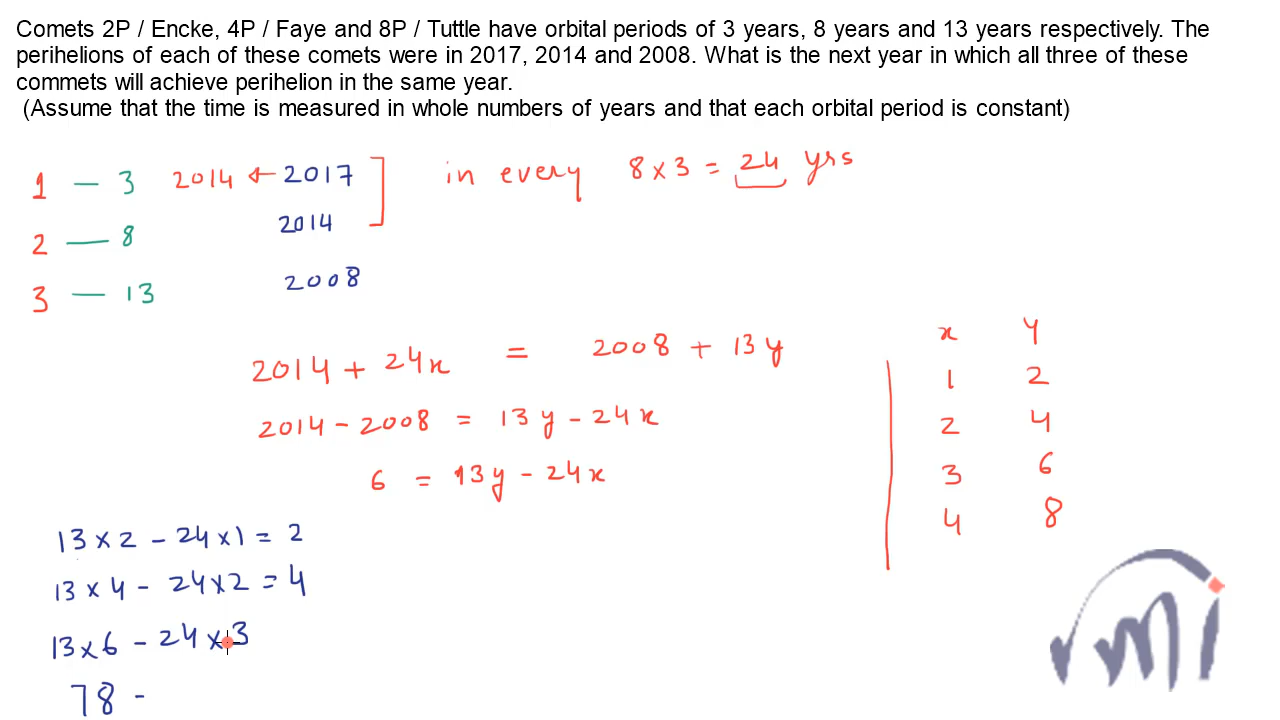 Comets 2P / Encke, 4P / Faye and 8P / Tuttle have orbital periods of 3 years, 8 years and 13 years respectively. The
perihelions of each of these comets were in 2017, 2014 and 2008. What is the next year in which all three of these
commets will achieve perihelion in the same year.
(Assume that the time is measured in whole numbers of years and that each orbital period is constant)
1 — 3 2014 ← 2017 in every 8 x 3 = 24 yrs
2 — 8 2014
3 — 13 2008
2014 + 24x = 2008 + 13y
2014 - 2008 = 13y - 24x
6 = 13y - 24x
x y
1 2
2 4
3 6
4 8
13 x 2 - 24 x 1 = 2
13 x 4 - 24 x 2 = 4
13 x 6 - 24 x 3
78 -
vmi